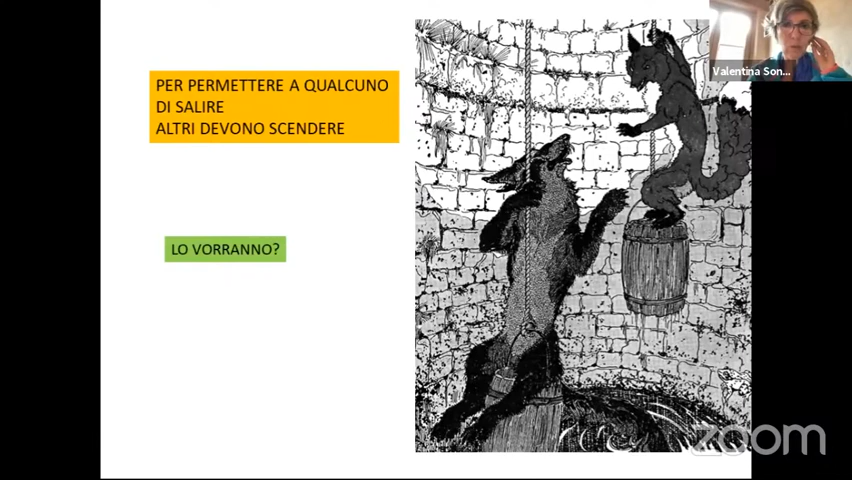 PER PERMETTERE A QUALCUNO
DI SALIRE
ALTRI DEVONO SCENDERE
LO VORRANNO?
Valentina Son...
zoom